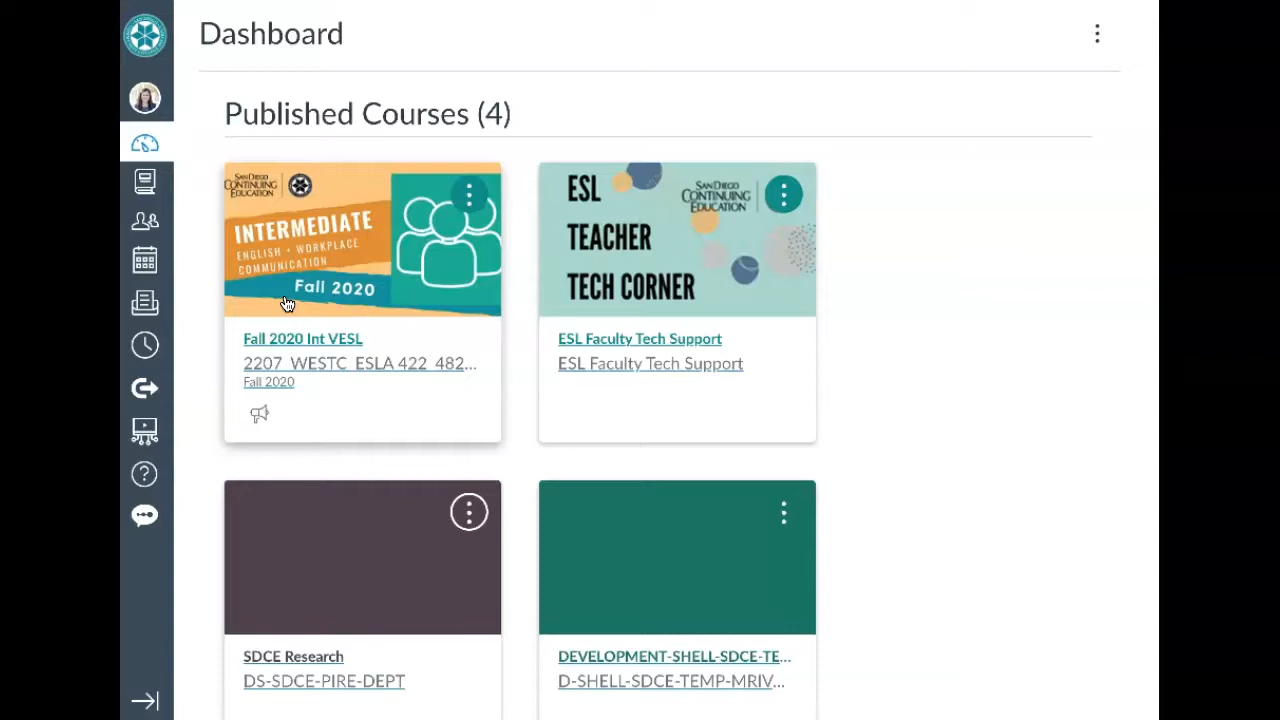 Dashboard
Published Courses (4)
SAN DIEGO
CONTINUING
EDUCATION
INTERMEDIATE
ENGLISH + WORKPLACE
COMMUNICATION
Fall 2020
Fall 2020 Int VESL
2207_WESTC_ESLA 422_482...
Fall 2020
ESL
TEACHER
TECH CORNER
SAN DIEGO
CONTINUING
EDUCATION
ESL Faculty Tech Support
ESL Faculty Tech Support
SDCE Research
DS-SDCE-PIRE-DEPT
DEVELOPMENT-SHELL-SDCE-TE...
D-SHELL-SDCE-TEMP-MRIV...